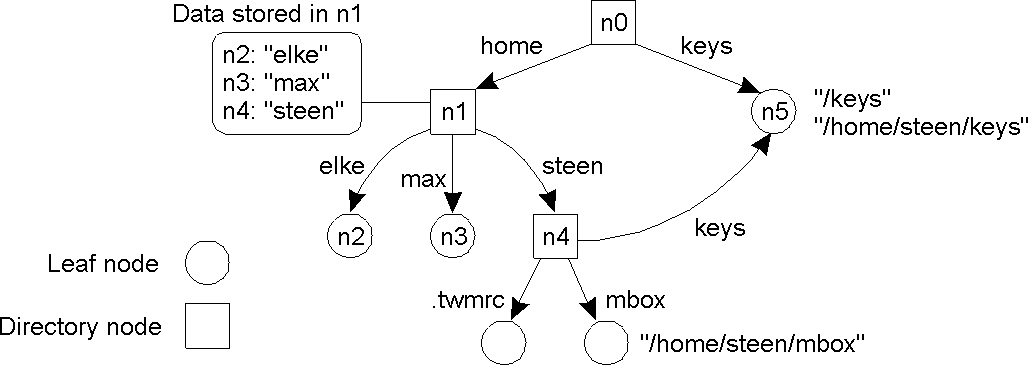 Data stored in n1
n2: "elke"
n3: "max"
n4: "steen"
n0
home
keys
n1
n5
"/keys"
"/home/steen/keys"
elke
max
steen
n2
n3
n4
keys
Leaf node
.twmrc
mbox
Directory node
"/home/steen/mbox"